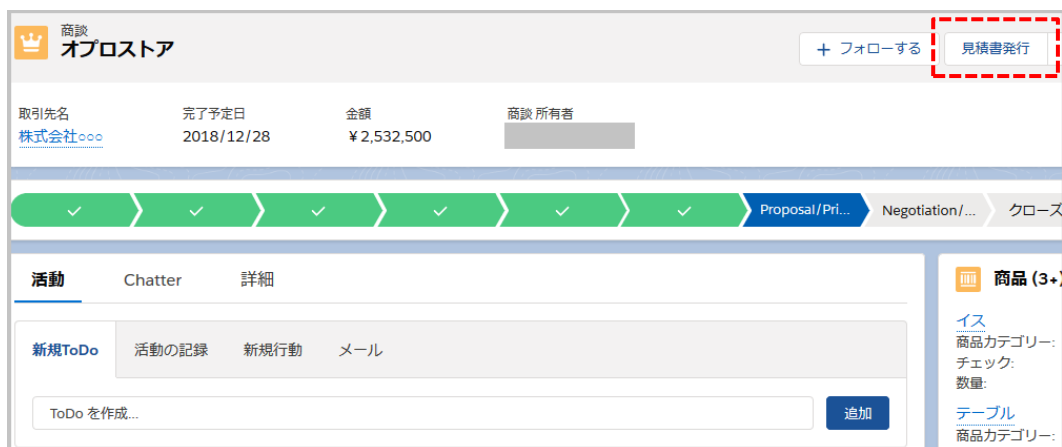 商談
オプロストア
+ フォローする
見積書発行
取引先名
完了予定日
金額
商談 所有者
株式会社○○○
2018/12/28
¥2,532,500
Proposal/Pri...
Negotiation/...
クローズ
活動
Chatter
詳細
商品 (3+)
新規ToDo
活動の記録
新規行動
メール
ToDo を作成...
追加
イス
商品カテゴリー:
チェック:
数量:
テーブル
商品カテゴリー: